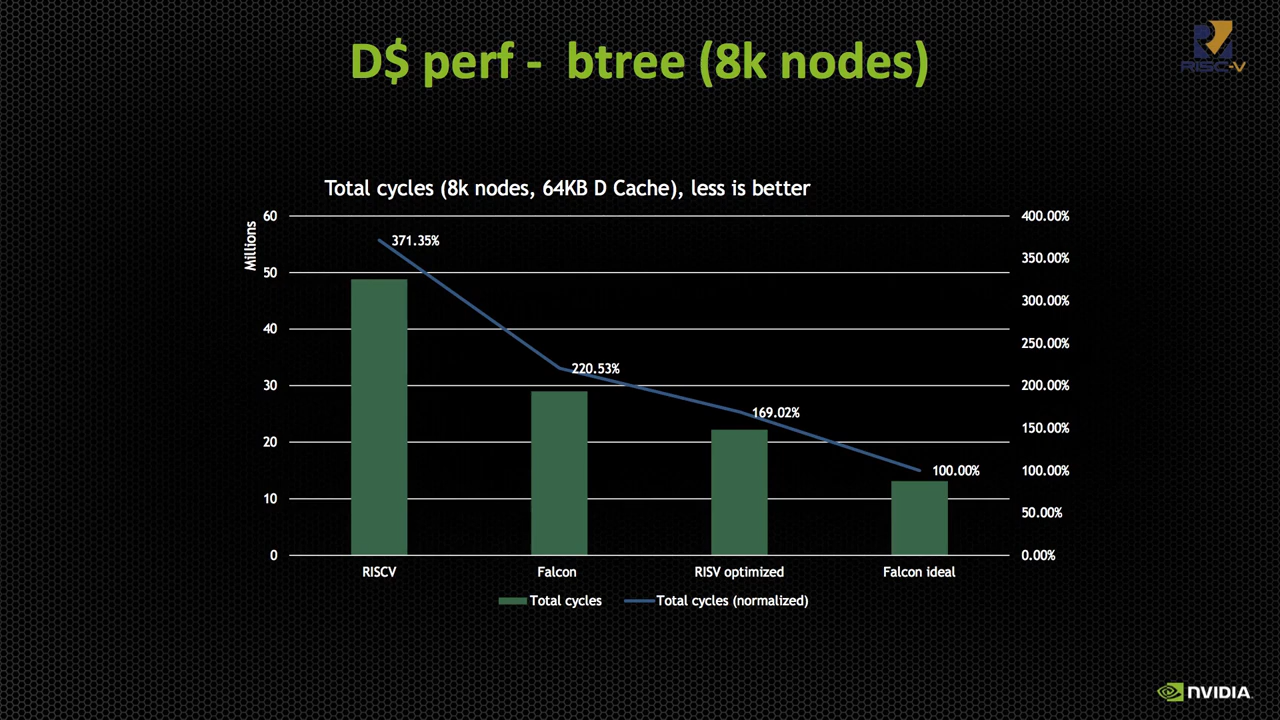 D$ perf - btree (8k nodes)
RISC-V
Total cycles (8k nodes, 64KB D Cache), less is better
Millions
60
50
40
30
20
10
0
400.00%
350.00%
300.00%
250.00%
200.00%
150.00%
100.00%
50.00%
0.00%
371.35%
220.53%
169.02%
100.00%
RISCV
Falcon
RISV optimized
Falcon ideal
Total cycles
Total cycles (normalized)
NVIDIA.